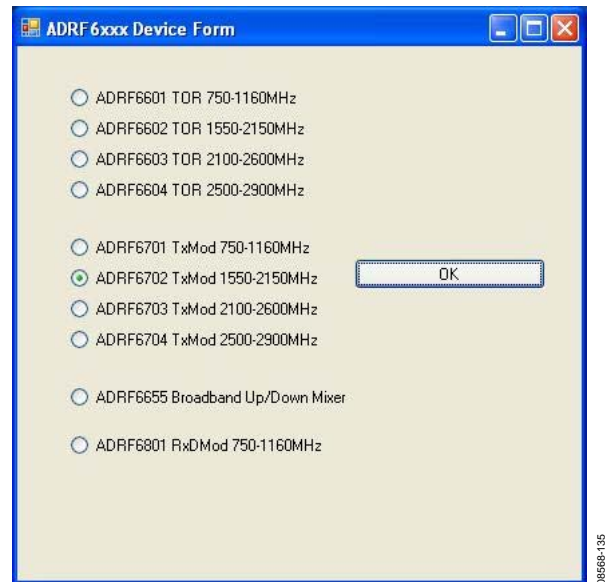 ADRF6xxx Device Form
ADRF6601 TOR 750-1160MHz
ADRF6602 TOR 1550-2150MHz
ADRF6603 TOR 2100-2600MHz
ADRF6604 TOR 2500-2900MHz
ADRF6701 TxMod 750-1160MHz
ADRF6702 TxMod 1550-2150MHz
OK
ADRF6703 TxMod 2100-2600MHz
ADRF6704 TxMod 2500-2900MHz
ADRF6655 Broadband Up/Down Mixer
ADRF6801 RxDMod 750-1160MHz
08568-135